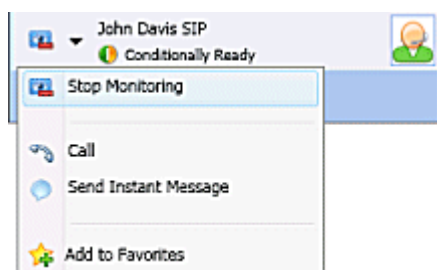 John Davis SIP
Conditionally Ready
Stop Monitoring
Call
Send Instant Message
Add to Favorites